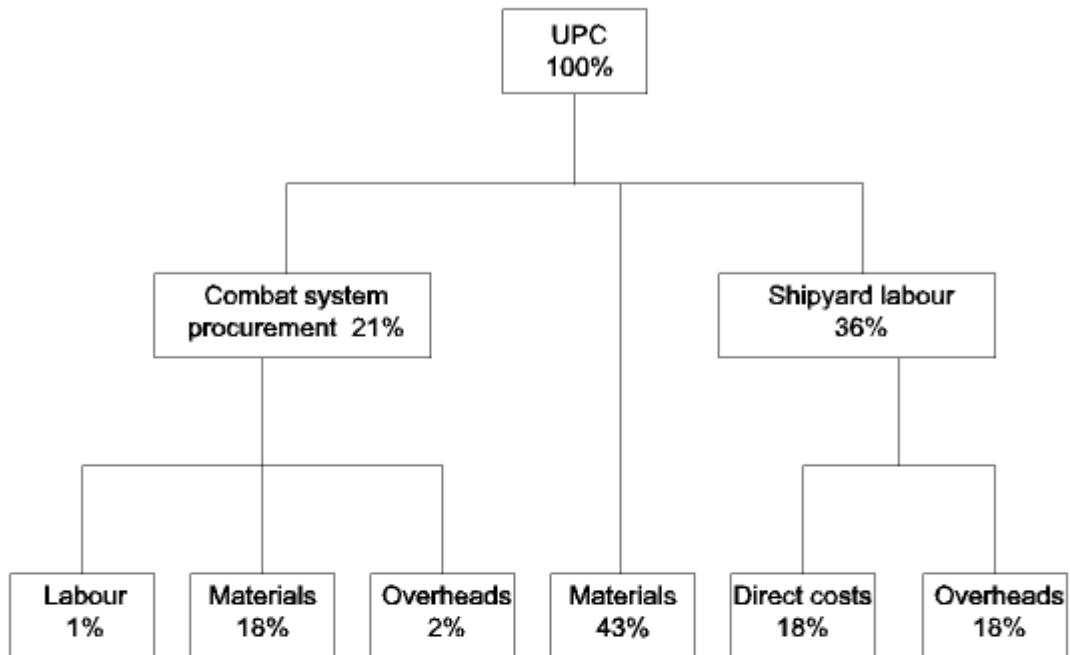 UPC
100%
Combat system
procurement 21%
Shipyard labour
36%
Labour
1%
Materials
18%
Overheads
2%
Materials
43%
Direct costs
18%
Overheads
18%